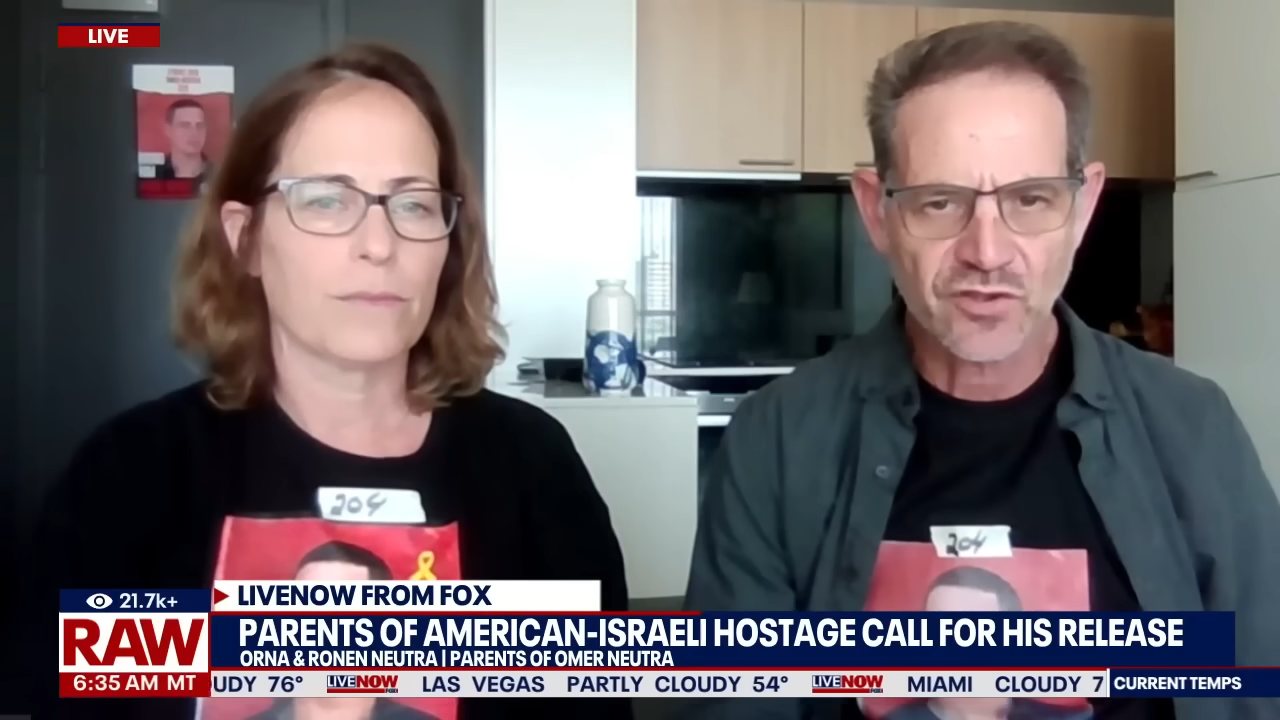 LIVE
204
204
21.7k+
LIVENOW FROM FOX
RAW
PARENTS OF AMERICAN-ISRAELI HOSTAGE CALL FOR HIS RELEASE
ORNA & RONEN NEUTRA | PARENTS OF OMER NEUTRA
6:35 AM MT
UDY 76° LIVENOW FOX LAS VEGAS PARTLY CLOUDY 54° LIVENOW FOX MIAMI CLOUDY 7
CURRENT TEMPS